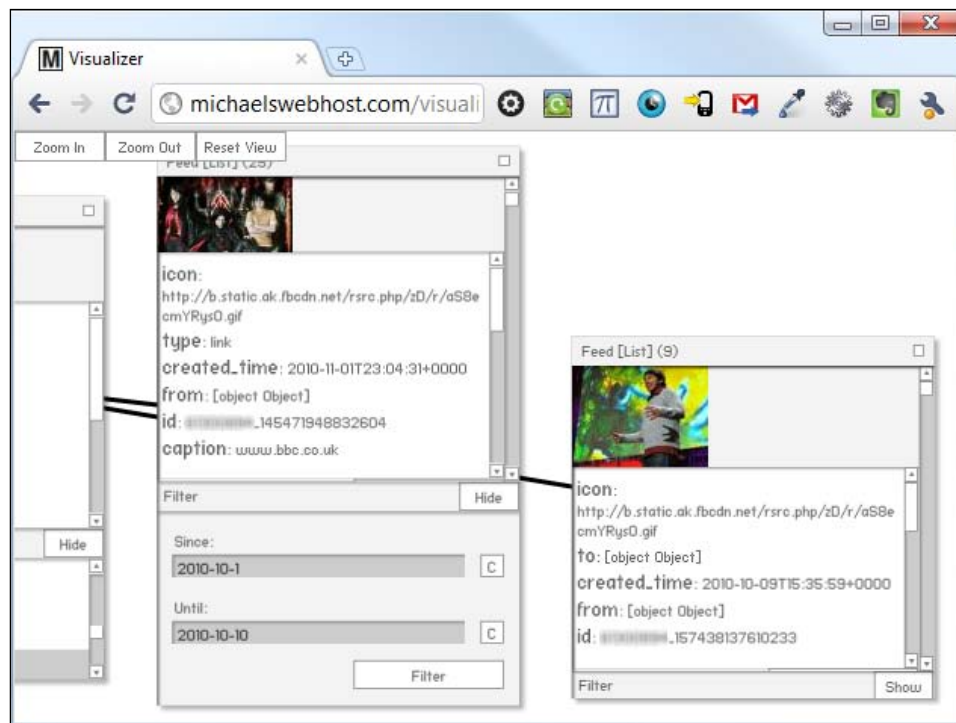 M Visualizer
michaelswebhost.com/visuali
Zoom In Zoom Out Reset View
Feed [List] (25)
icon:
http://b.static.ak.fbcdn.net/rsrc.php/zD/r/aS8e
cmYRysO.gif
type: link
created_time: 2010-11-01T23:04:31+0000
from: [object Object]
id: _145471948832604
caption: www.bbc.co.uk
Filter Hide
Since:
2010-10-1 C
Until:
2010-10-10 C
Filter
Hide
Feed [List] (9)
icon:
http://b.static.ak.fbcdn.net/rsrc.php/zD/r/aS8e
cmYRysO.gif
to: [object Object]
created_time: 2010-10-09T15:35:59+0000
from: [object Object]
id: _157438137610233
Filter Show